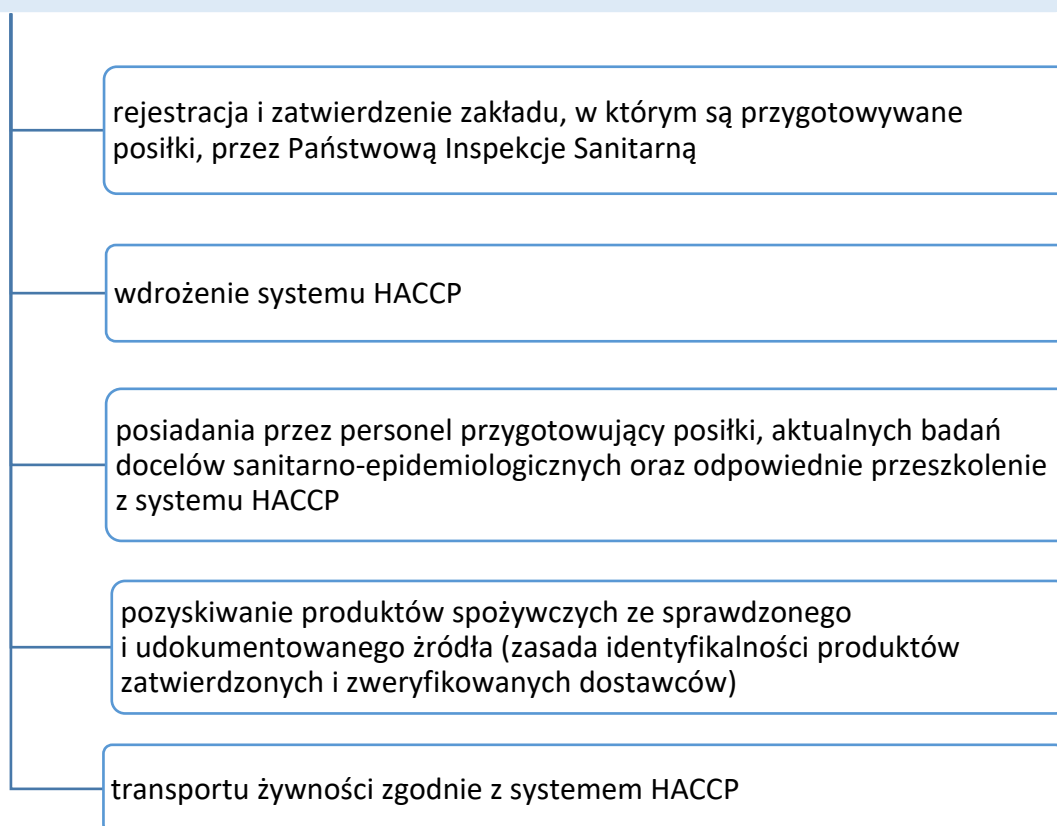 rejestracja i zatwierdzenie zakładu, w którym są przygotowywane
posiłki, przez Państwową Inspekcje Sanitarną
wdrożenie systemu HACCP
posiadania przez personel przygotowujący posiłki, aktualnych badań
docelów sanitarno-epidemiologicznych oraz odpowiednie przeszkolenie
z systemu HACCP
pozyskiwanie produktów spożywczych ze sprawdzonego
i udokumentowanego żródła (zasada identyfikalności produktów
zatwierdzonych i zweryfikowanych dostawców)
transportu żywności zgodnie z systemem HACCP